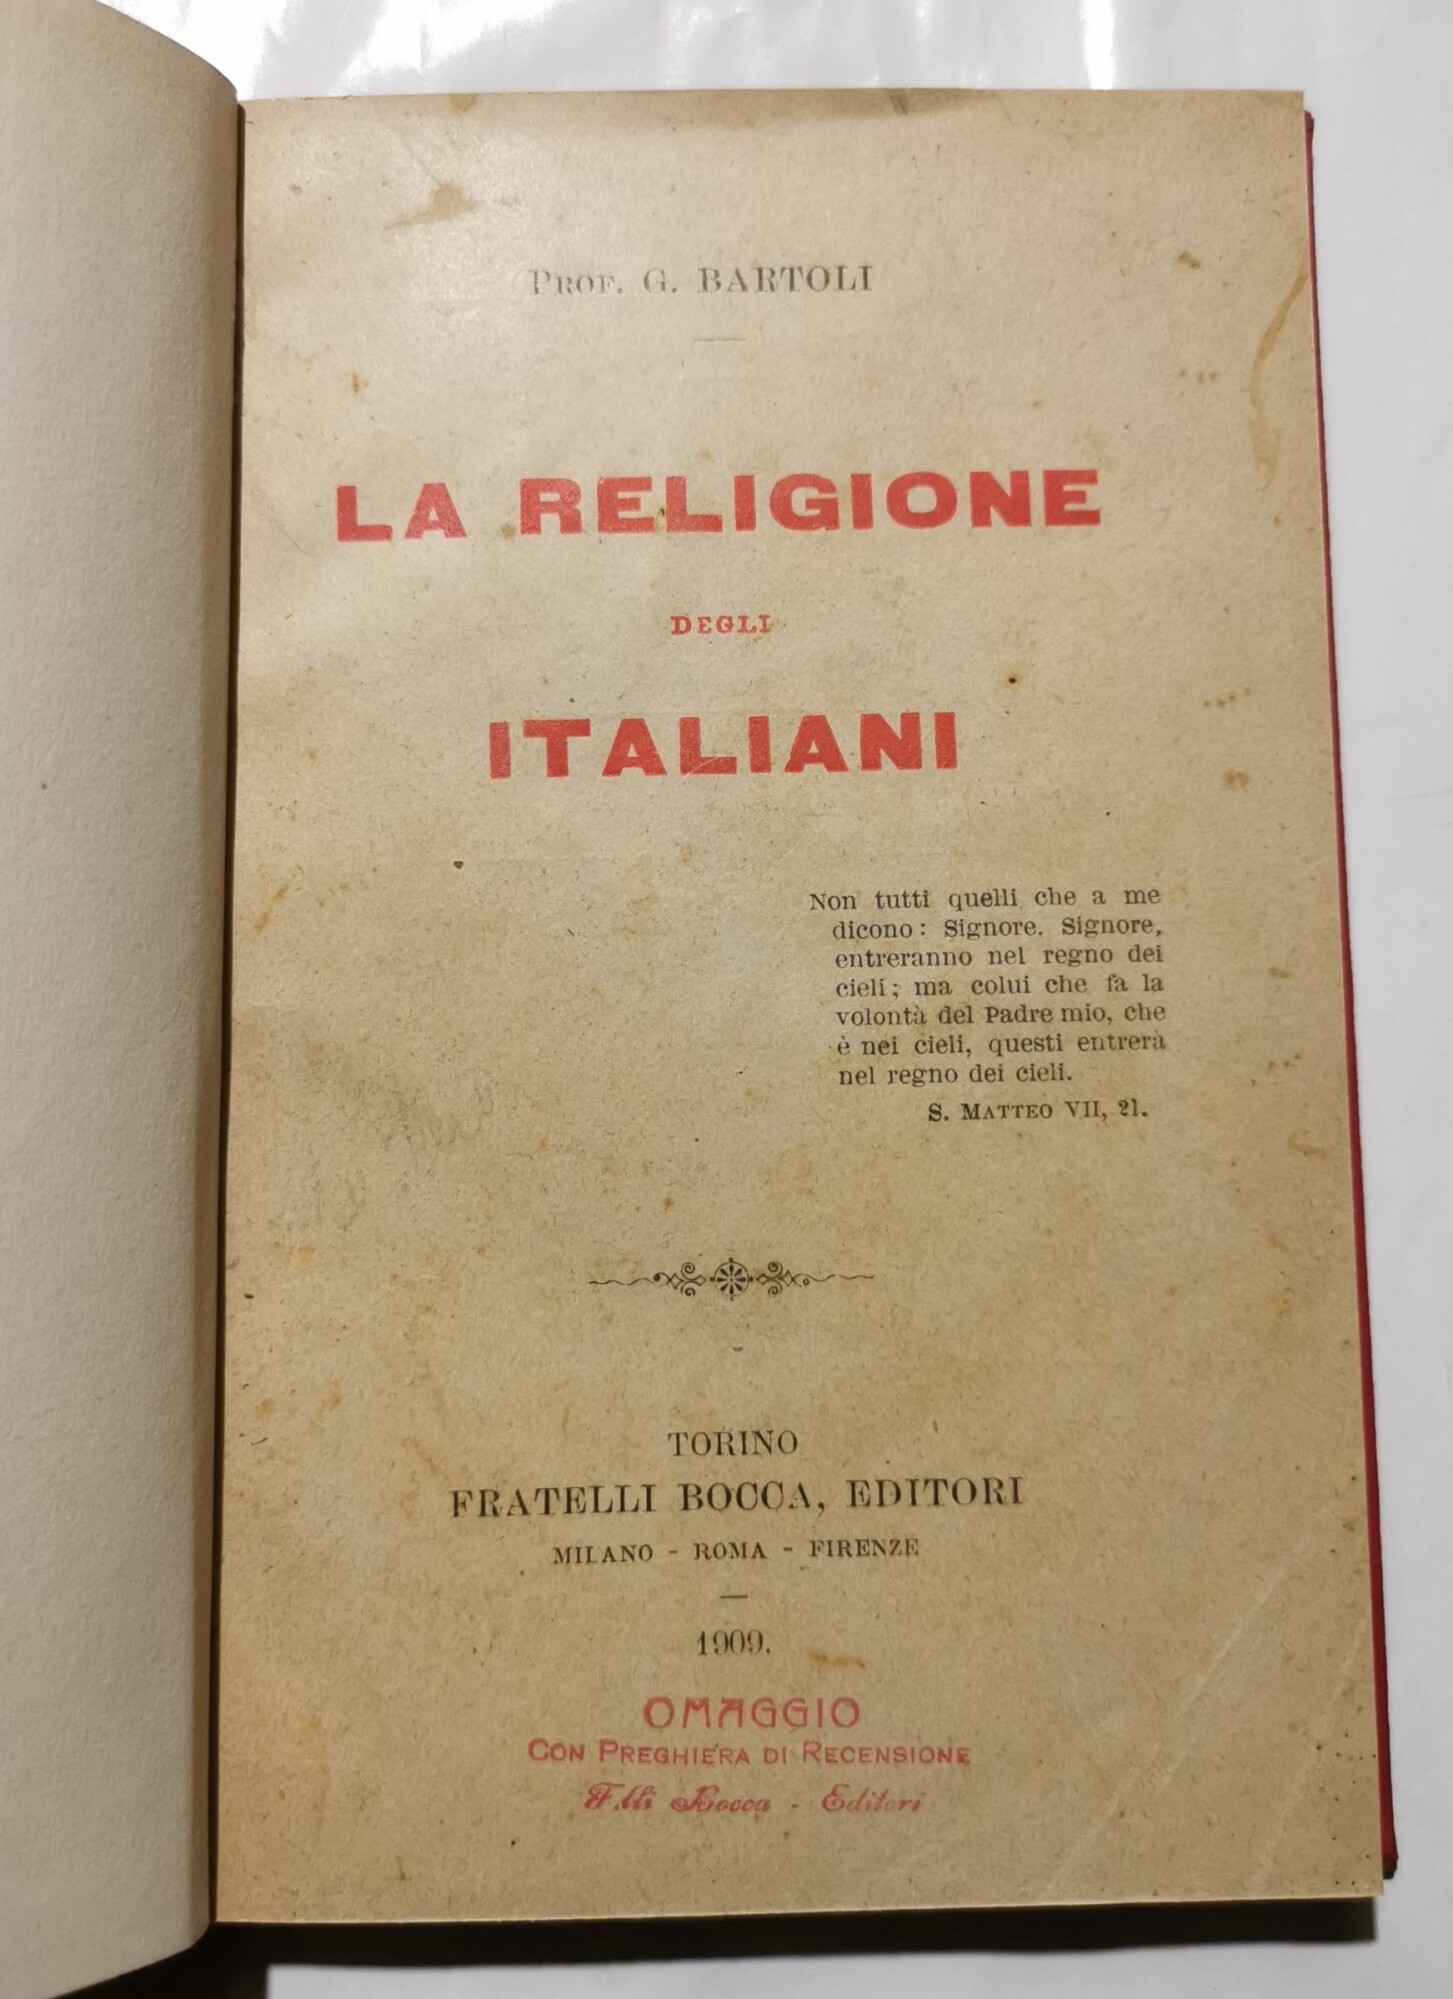 PROF. G. BARTOLI
LA RELIGIONE
DEGLI
ITALIANI
Non tutti quelli che a me
dicono: Signore. Signore,
entreranno nel regno dei
cieli; ma colui che fa la
volontà del Padre mio, che
è nei cieli, questi entrerà
nel regno dei cieli.
S. MATTEO VII, 21.
TORINO
FRATELLI BOCCA, EDITORI
MILANO - ROMA - FIRENZE
1909.
OMAGGIO
CON PREGHIERA DI RECENSIONE
F.lli Bocca - Editori